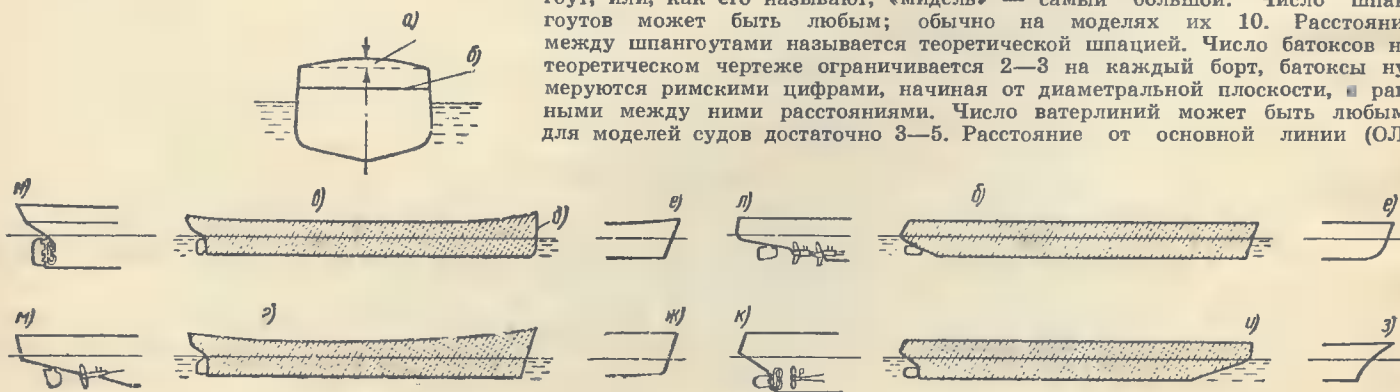 гоут, или, как его называют, «мидель» — самый большой. Число шпан-
гоутов может быть любым; обычно на моделях их 10. Расстояни
между шпангоутами называется теоретической шпацией. Число батоксов н
теоретическом чертеже ограничивается 2—3 на каждый борт, батоксы ну
меруются римскими цифрами, начиная от диаметральной плоскости, рав
ными между ними расстояниями. Число ватерлиний может быть любым
для моделей судов достаточно 3—5. Расстояние от основной линии (ОЛ
а)
б)
н)
в)
д)
е)
л)
б)
е)
м)
г)
ж)
к)
и)
з)